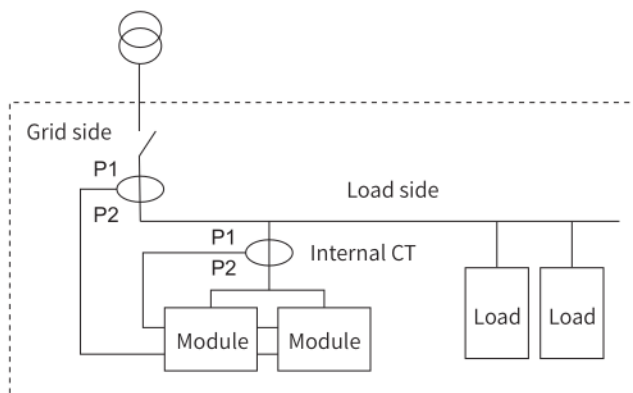 Grid side
P1
P2
Load side
P1
P2
Internal CT
Module
Module
Load
Load